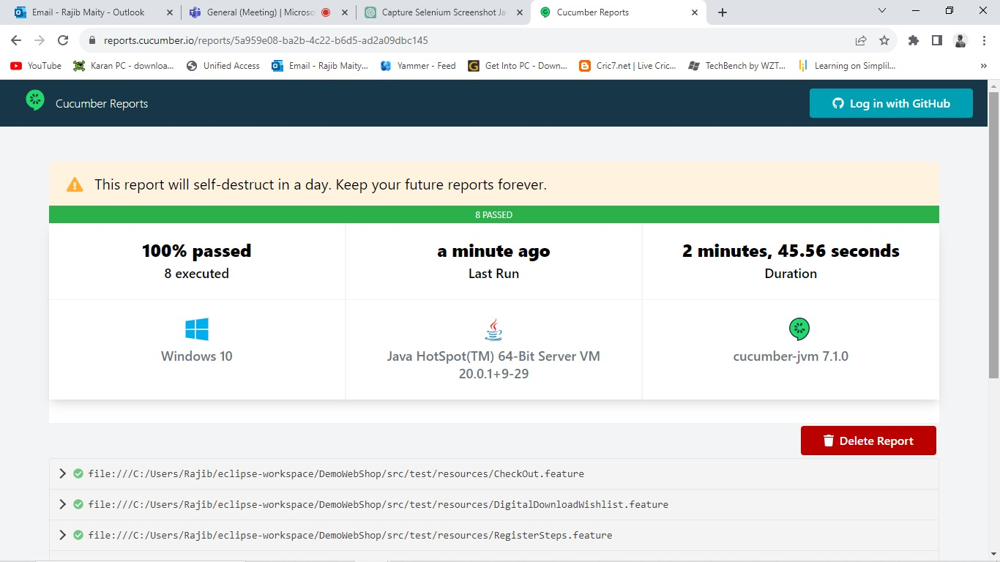 Email - Rajib Maity - Outlook
General (Meeting) | Microso
Capture Selenium Screenshot Ja
Cucumber Reports
reports.cucumber.io/reports/5a959e08-ba2b-4c22-b6d5-ad2a09dbc145
YouTube
Karan PC - downloa...
Unified Access
Email - Rajib Maity...
Yammer - Feed
Get Into PC - Down...
Cric7.net | Live Cric...
TechBench by WZT...
Learning on Simplil...
»
Cucumber Reports
Log in with GitHub
This report will self-destruct in a day. Keep your future reports forever.
8 PASSED
100% passed
8 executed
a minute ago
Last Run
2 minutes, 45.56 seconds
Duration
Windows 10
Java HotSpot(TM) 64-Bit Server VM
20.0.1+9-29
cucumber-jvm 7.1.0
Delete Report
file:///C:/Users/Rajib/eclipse-workspace/DemoWebShop/src/test/resources/CheckOut.feature
file:///C:/Users/Rajib/eclipse-workspace/DemoWebShop/src/test/resources/DigitalDownloadWishlist.feature
file:///C:/Users/Rajib/eclipse-workspace/DemoWebShop/src/test/resources/RegisterSteps.feature